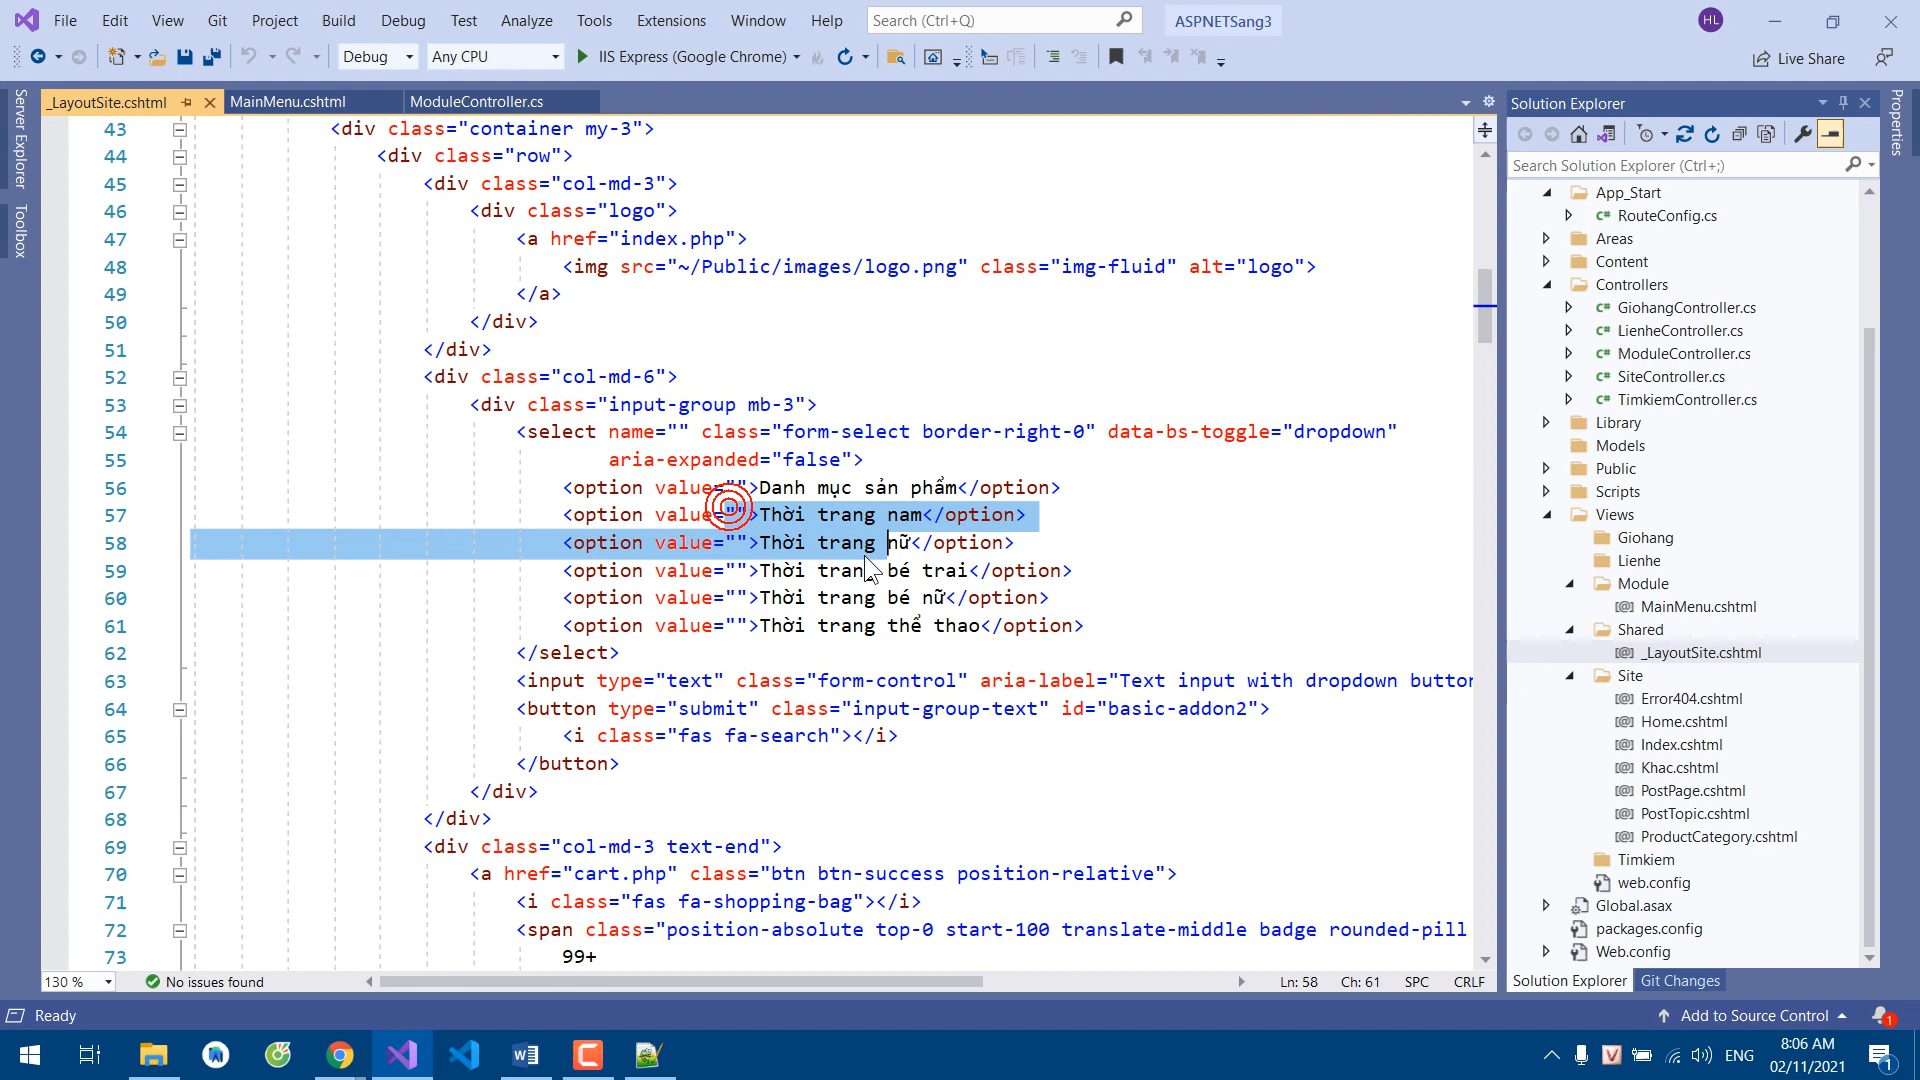 File Edit View Git Project Build Debug Test Analyze Tools Extensions Window Help Search (Ctrl+Q) ASPNETSang3 HL
Debug Any CPU IIS Express (Google Chrome) Live Share
Server Explorer
Toolbox
_LayoutSite.cshtml MainMenu.cshtml ModuleController.cs
43 <div class="container my-3">
44 <div class="row">
45 <div class="col-md-3">
46 <div class="logo">
47 <a href="index.php">
48 <img src="~/Public/images/logo.png" class="img-fluid" alt="logo">
49 </a>
50 </div>
51 </div>
52 <div class="col-md-6">
53 <div class="input-group mb-3">
54 <select name="" class="form-select border-right-0" data-bs-toggle="dropdown"
55 aria-expanded="false">
56 <option value="">Danh mục sản phẩm</option>
57 <option value="">Thời trang nam</option>
58 <option value="">Thời trang nữ</option>
59 <option value="">Thời trang bé trai</option>
60 <option value="">Thời trang bé nữ</option>
61 <option value="">Thời trang thể thao</option>
62 </select>
63 <input type="text" class="form-control" aria-label="Text input with dropdown button
64 <button type="submit" class="input-group-text" id="basic-addon2">
65 <i class="fas fa-search"></i>
66 </button>
67 </div>
68 </div>
69 <div class="col-md-3 text-end">
70 <a href="cart.php" class="btn btn-success position-relative">
71 <i class="fas fa-shopping-bag"></i>
72 <span class="position-absolute top-0 start-100 translate-middle badge rounded-pill
73 99+
130 % No issues found Ln: 58 Ch: 61 SPC CRLF
Solution Explorer
Search Solution Explorer (Ctrl+;)
App_Start
RouteConfig.cs
Areas
Content
Controllers
GiohangController.cs
LienheController.cs
ModuleController.cs
SiteController.cs
TimkiemController.cs
Library
Models
Public
Scripts
Views
Giohang
Lienhe
Module
MainMenu.cshtml
Shared
_LayoutSite.cshtml
Site
Error404.cshtml
Home.cshtml
Index.cshtml
Khac.cshtml
PostPage.cshtml
PostTopic.cshtml
ProductCategory.cshtml
Timkiem
web.config
Global.asax
packages.config
Web.config
Solution Explorer Git Changes
Properties
Ready Add to Source Control 1
ENG 8:06 AM
02/11/2021 1